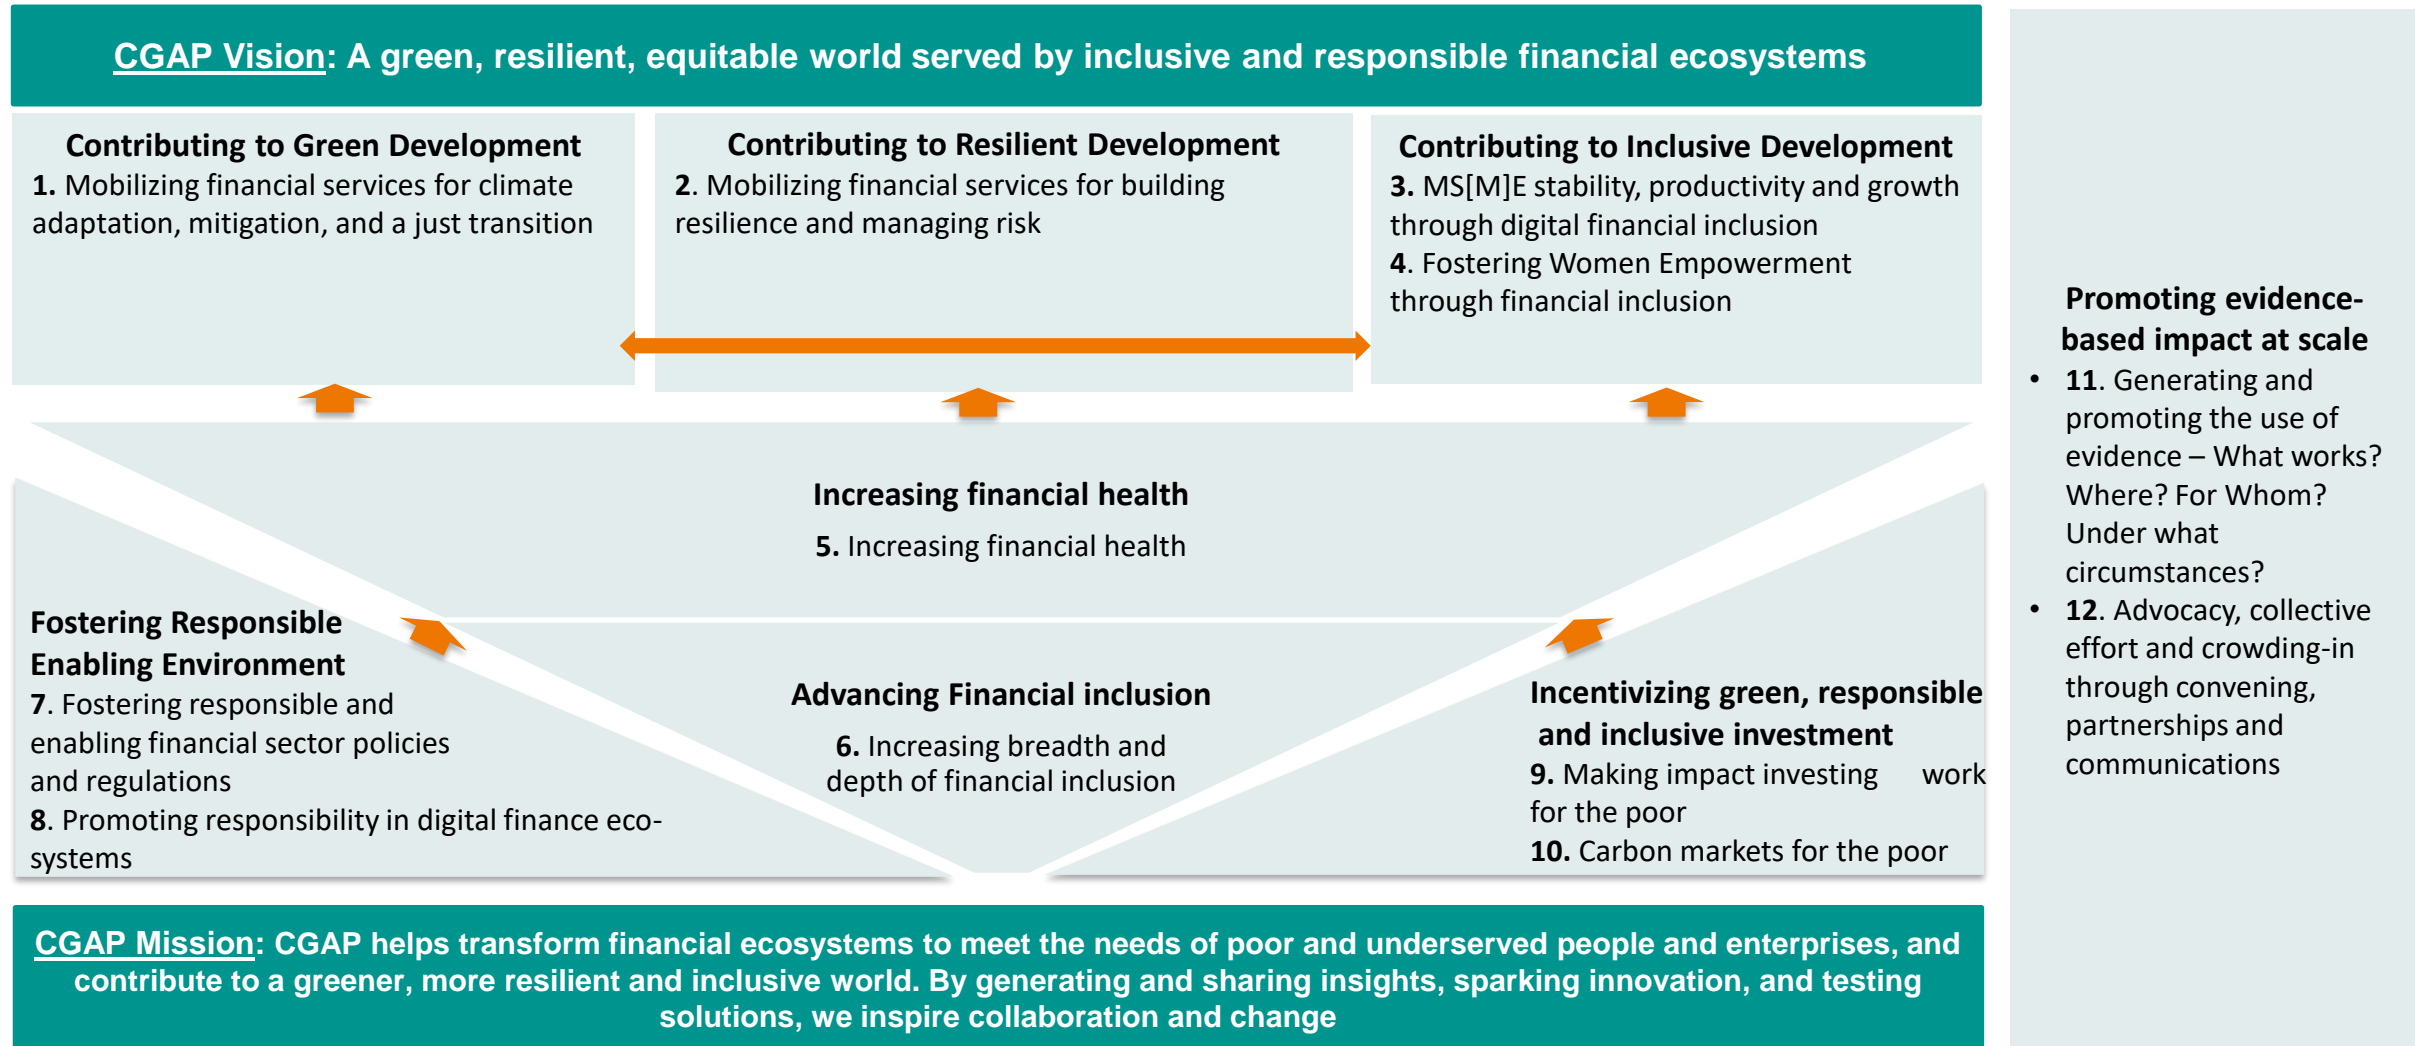 CGAP Vision: A green, resilient, equitable world served by inclusive and responsible financial ecosystems
Contributing to Green Development
1. Mobilizing financial services for climate
adaptation, mitigation, and a just transition
Contributing to Resilient Development
2. Mobilizing financial services for building
resilience and managing risk
Contributing to Inclusive Development
3. MS[M]E stability, productivity and growth
through digital financial inclusion
4. Fostering Women Empowerment
through financial inclusion
Increasing financial health
5. Increasing financial health
Fostering Responsible
Enabling Environment
7. Fostering responsible and
enabling financial sector policies
and regulations
8. Promoting responsibility in digital finance eco-
systems
Advancing Financial inclusion
6. Increasing breadth and
depth of financial inclusion
Incentivizing green, responsible
and inclusive investment
9. Making impact investing work
for the poor
10. Carbon markets for the poor
CGAP Mission: CGAP helps transform financial ecosystems to meet the needs of poor and underserved people and enterprises, and
contribute to a greener, more resilient and inclusive world. By generating and sharing insights, sparking innovation, and testing
solutions, we inspire collaboration and change
Promoting evidence-
based impact at scale
• 11. Generating and
promoting the use of
evidence – What works?
Where? For Whom?
Under what
circumstances?
• 12. Advocacy, collective
effort and crowding-in
through convening,
partnerships and
communications